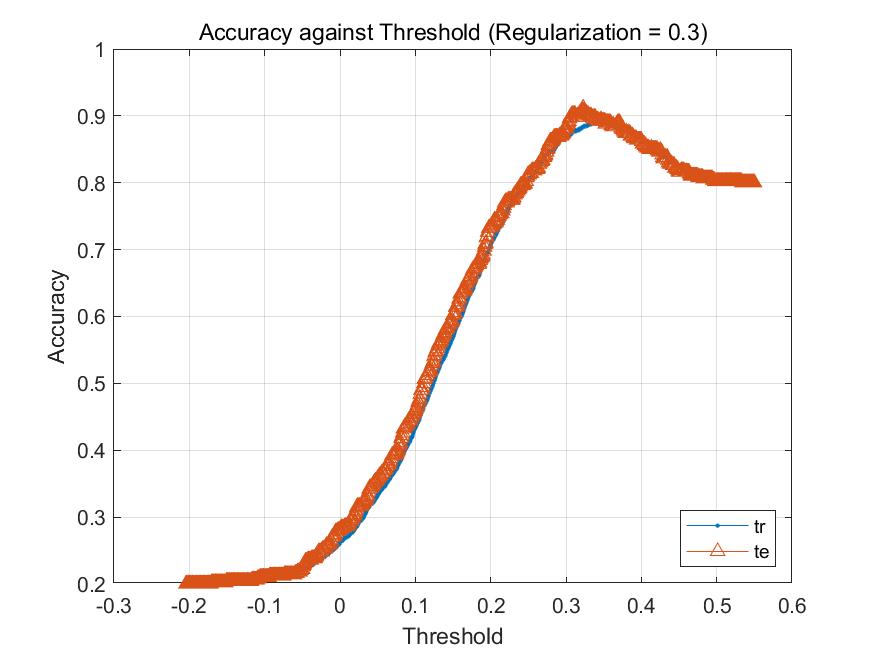 Accuracy against Threshold (Regularization = 0.3)
1
0.9
0.8
0.7
0.6
0.5
0.4
0.3
0.2
Accuracy
-0.3 -0.2 -0.1 0 0.1 0.2 0.3 0.4 0.5 0.6
Threshold
tr
te